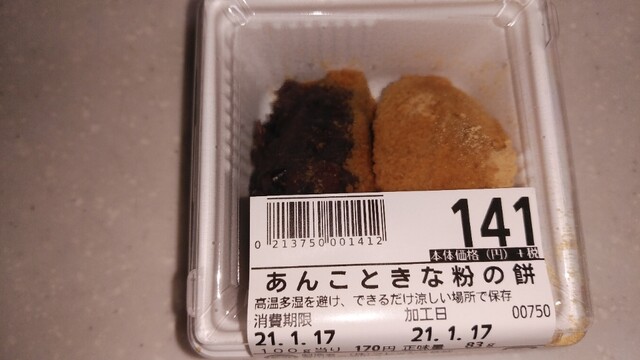 141
本体価格(円)+税
0 213750 001412
あんこときな粉の餅
高温多湿を避け、できるだけ涼しい場所で保存
消費期限 加工日 00750
21.1.17 21.1.17
100g当り 170円 正味量 83g